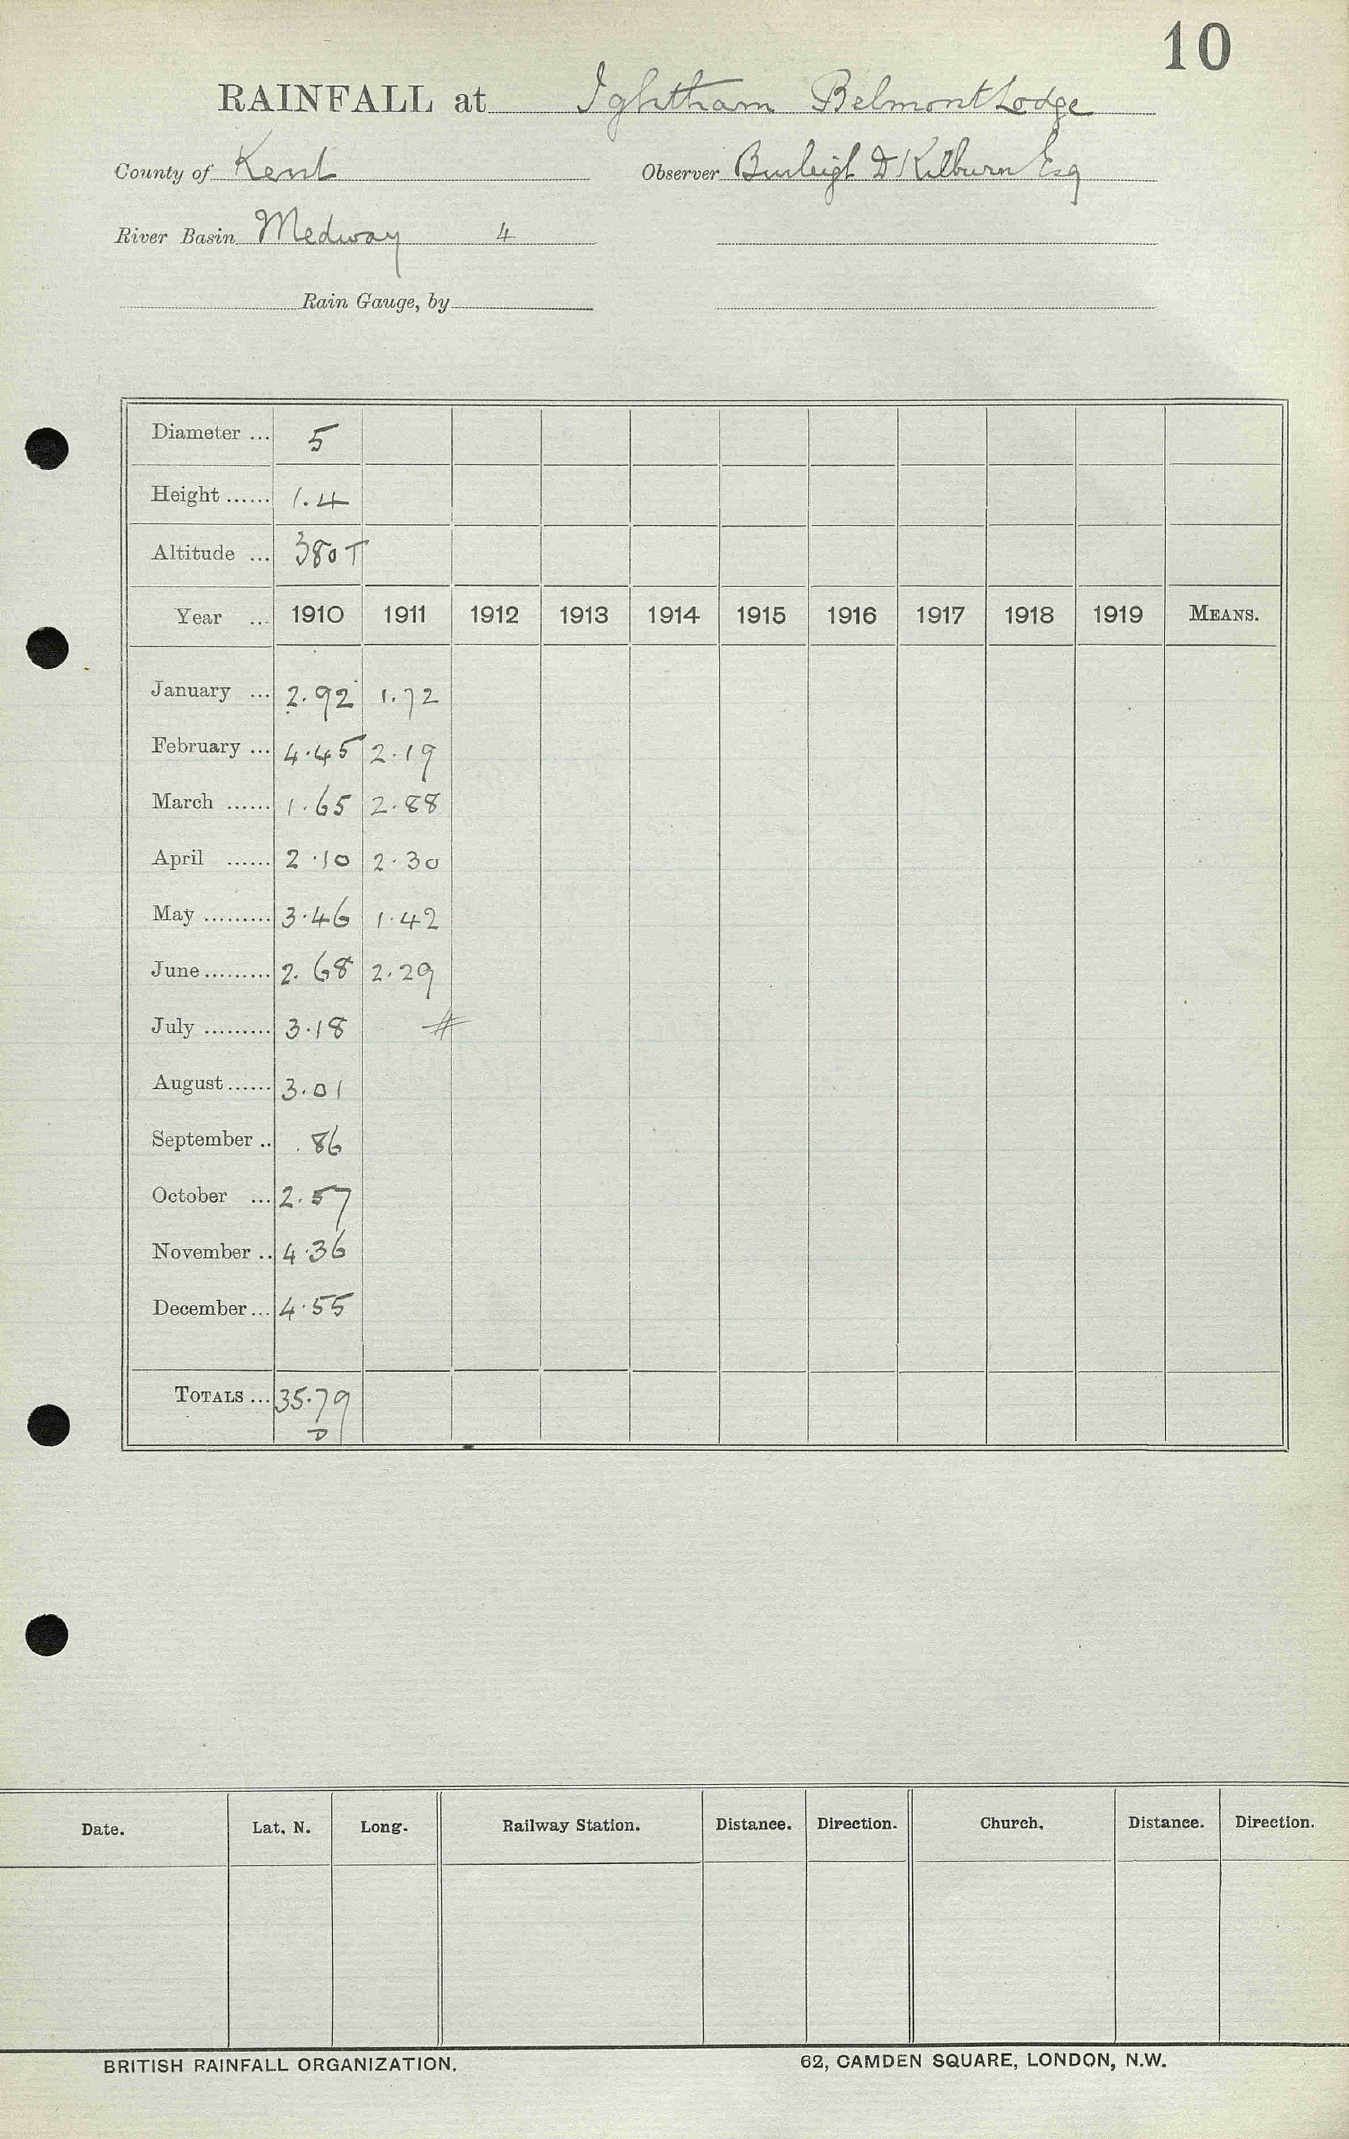 10
RAINFALL at Ightham Belmont Lodge
County of Kent Observer Burleigh D Kilburn Esq
River Basin Medway 4
Rain Gauge, by
Diameter ... 5
Height ...... 1.4
Altitude ... 380 T
Year ... 1910 1911 1912 1913 1914 1915 1916 1917 1918 1919 MEANS.
January ... 2.92 1.72
February ... 4.45 2.19
March ...... 1.65 2.88
April ...... 2.10 2.30
May ......... 3.46 1.42
June ......... 2.68 2.29
July ......... 3.18 #
August ...... 3.01
September .. .86
October ... 2.57
November .. 4.36
December ... 4.55
TOTALS ... 35.79
D
Date. Lat. N. Long. Railway Station. Distance. Direction. Church. Distance. Direction.
BRITISH RAINFALL ORGANIZATION. 62, CAMDEN SQUARE, LONDON, N.W.